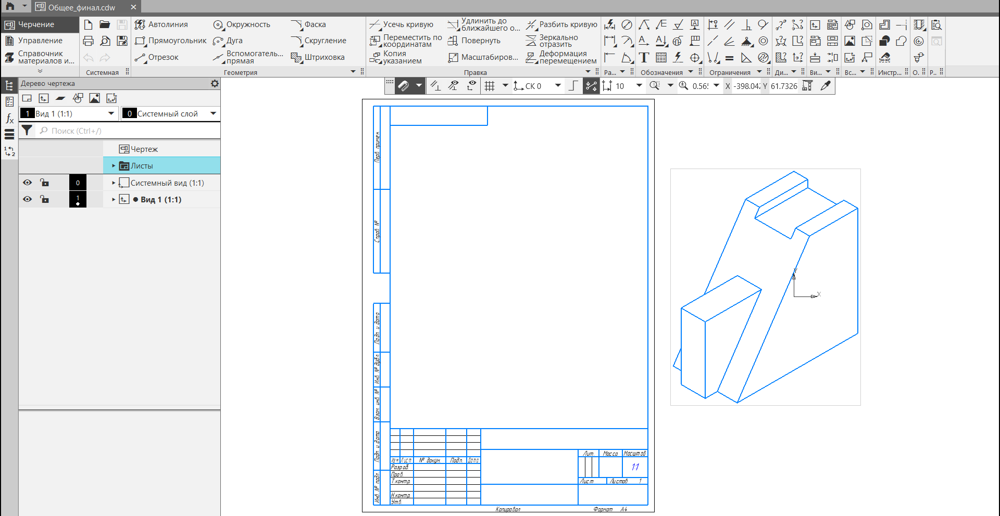 Общее_финал.cdw
Черчение
Управление
Справочник
материалов и...
Системная
Автолиния
Прямоугольник
Отрезок
Окружность
Дуга
Вспомогатель...
прямая
Фаска
Скругление
Штриховка
Геометрия
Усечь кривую
Переместить по
координатам
Копия
указанием
Удлинить до
ближайшего о...
Повернуть
Масштабиров...
Разбить кривую
Зеркально
отразить
Деформация
перемещением
Правка
Ра...
Обозначения
Ограничения
Ди...
Ви...
Вс...
Инстр...
О.
Р..
Дерево чертежа
1 Вид 1 (1:1)
0 Системный слой
Поиск (Ctrl+/)
Чертеж
Листы
0 Системный вид (1:1)
1 Вид 1 (1:1)
СК 0
10
0.565
X -398.042
Y 61.7326
Перв. примен.
Справ. №
Подп. и дата
Инв. № дубл.
Взам. инв. №
Подп. и дата
Инв. № подл.
Изм. Лист № докум. Подп. Дата
Разраб.
Пров.
Т.контр.
Н.контр.
Утв.
Лит. Масса Масштаб
1:1
Лист Листов 1
Копировал Формат A4
Y
X